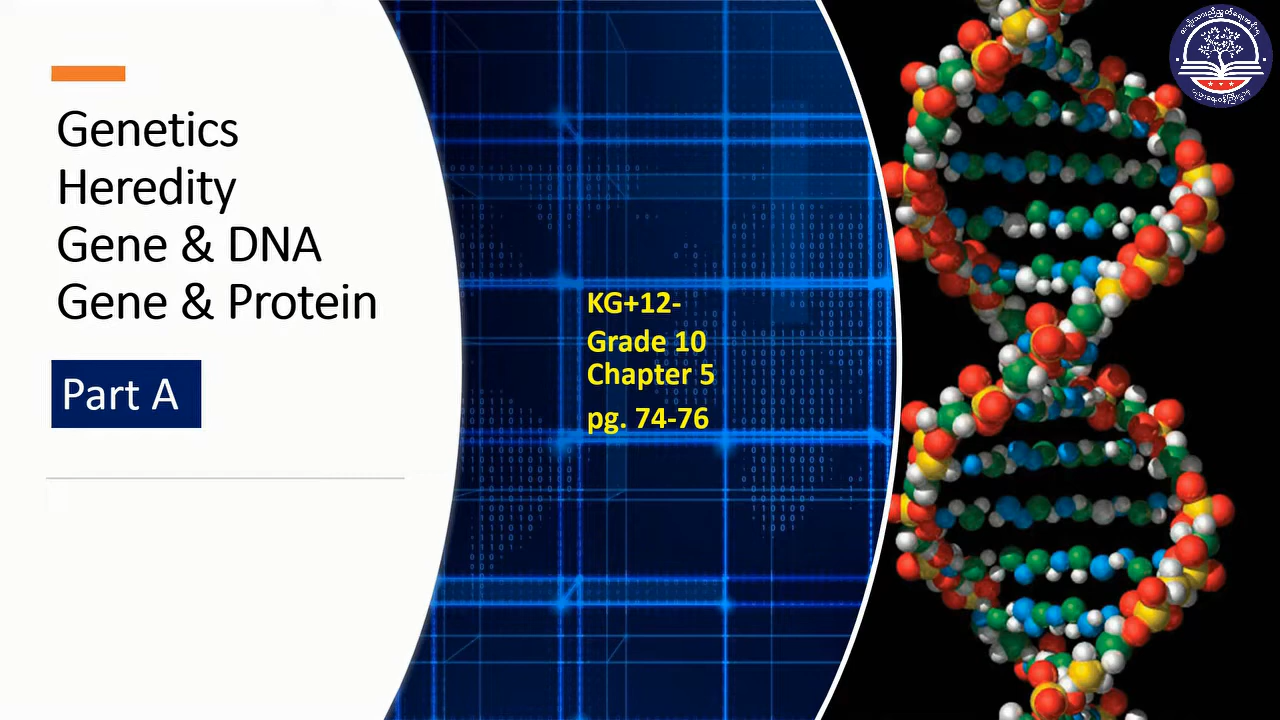 Genetics
Heredity
Gene & DNA
Gene & Protein
Part A
KG+12-
Grade 10
Chapter 5
pg. 74-76